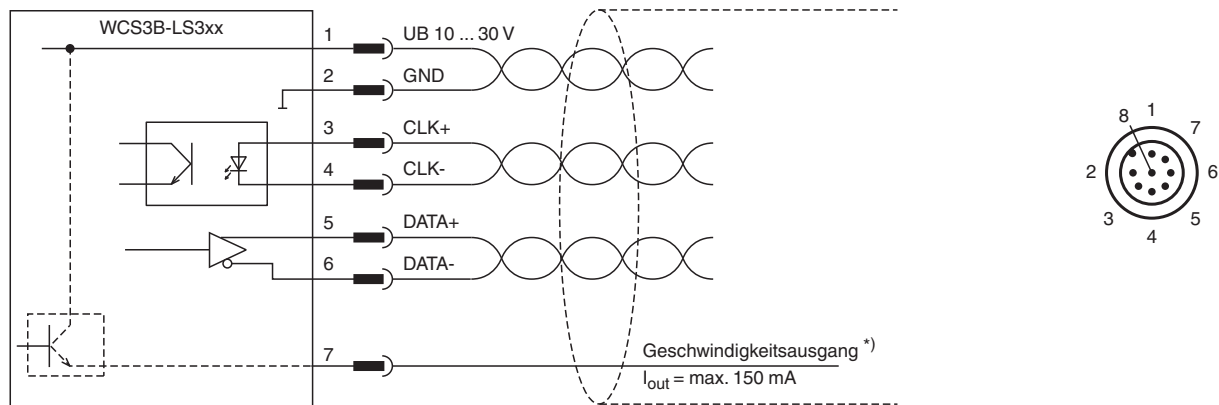 WCS3B-LS3xx
1 UB 10 ... 30 V
2 GND
3 CLK+
4 CLK-
5 DATA+
6 DATA-
7 Geschwindigkeitsausgang *)
I_out = max. 150 mA
8 1 7
2 6
3 5
4